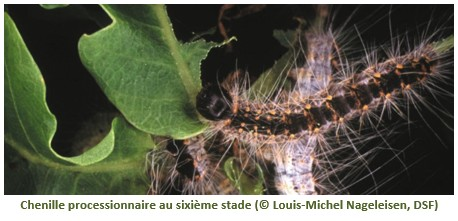 Chenille processionnaire au sixième stade (© Louis-Michel Nageleisen, DSF)